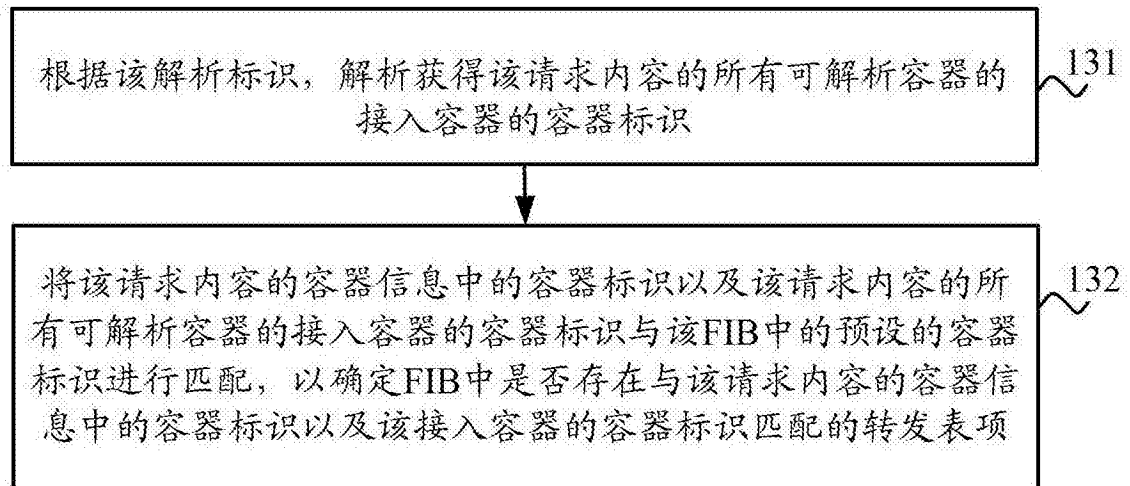 根据该解析标识，解析获得该请求内容的所有可解析容器的
接入容器的容器标识
131
将该请求内容的容器信息中的容器标识以及该请求内容的所
有可解析容器的接入容器的容器标识与该FIB中的预设的容器
标识进行匹配，以确定FIB中是否存在与该请求内容的容器信
息中的容器标识以及该接入容器的容器标识匹配的转发表项
132